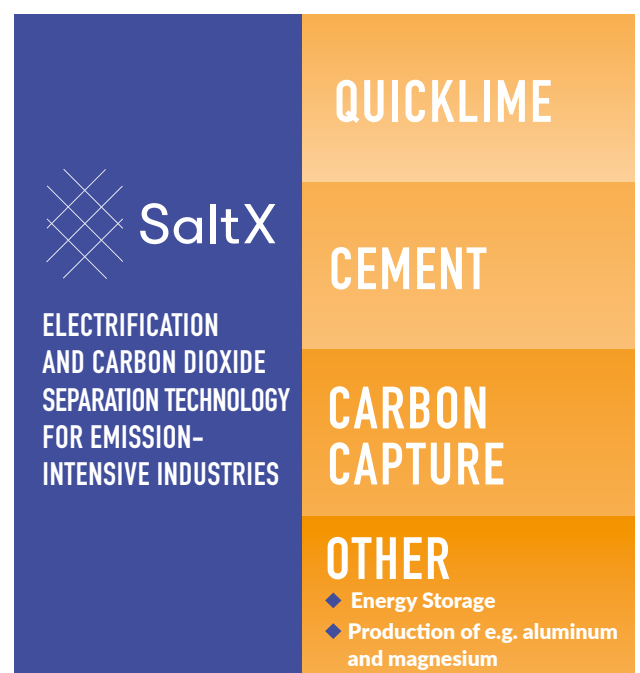 SaltX
ELECTRIFICATION
AND CARBON DIOXIDE
SEPARATION TECHNOLOGY
FOR EMISSION-
INTENSIVE INDUSTRIES
QUICKLIME
CEMENT
CARBON
CAPTURE
OTHER
◆ Energy Storage
◆ Production of e.g. aluminum
and magnesium